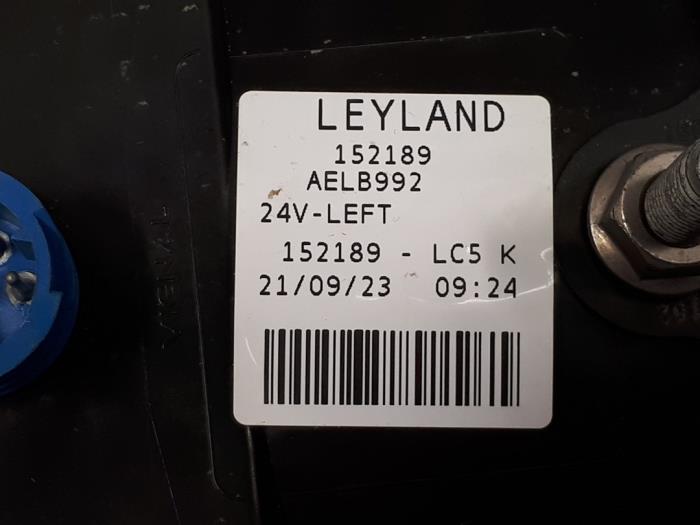 LEYLAND
152189
AELB992
24V-LEFT
152189 - LC5 K
21/09/23 09:24